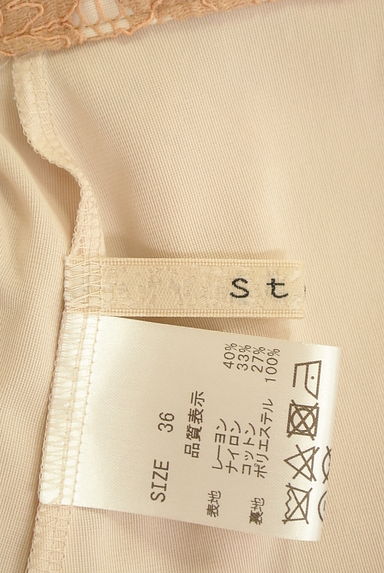 St
SIZE 36
品質表示
表地 レーヨン 40%
ナイロン 33%
コットン 27%
裏地 ポリエステル 100%